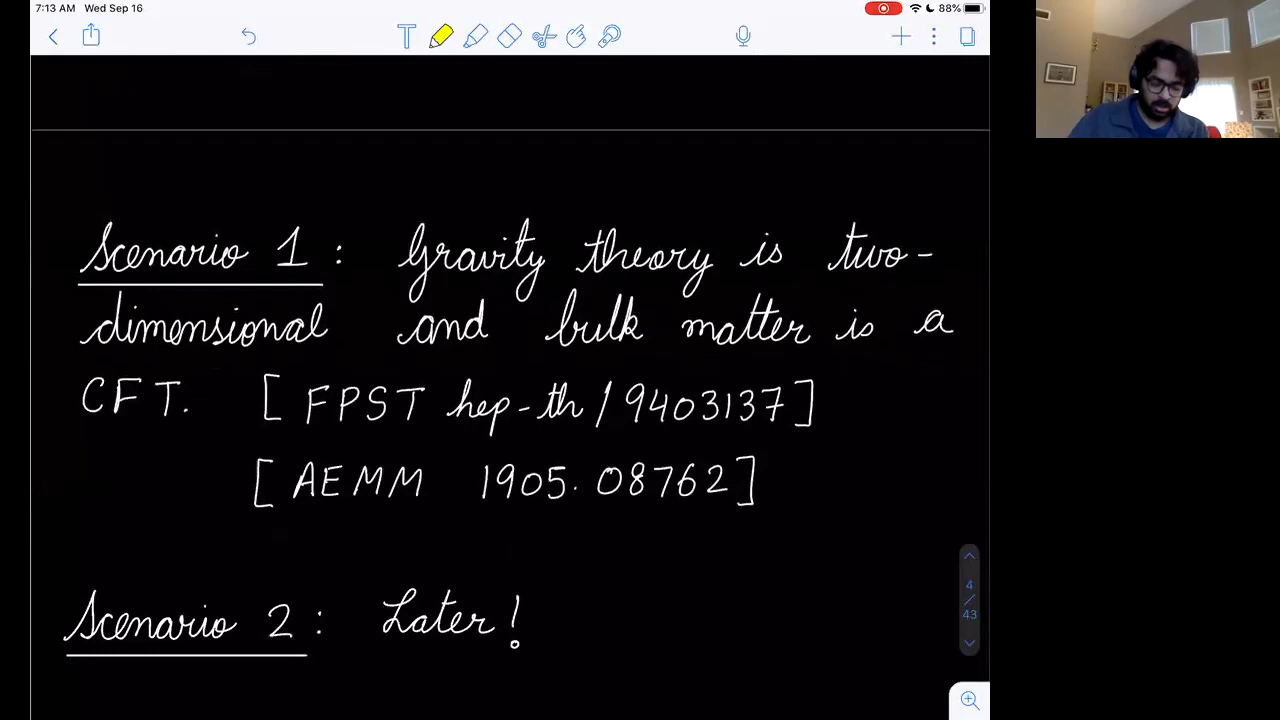 7:13 AM Wed Sep 16
88%
T
Scenario 1 : Gravity theory is two-
dimensional and bulk matter is a
CFT. [ FPST hep-th/9403137]
[ AEMM 1905.08762]
Scenario 2 : Later!
4
/
43